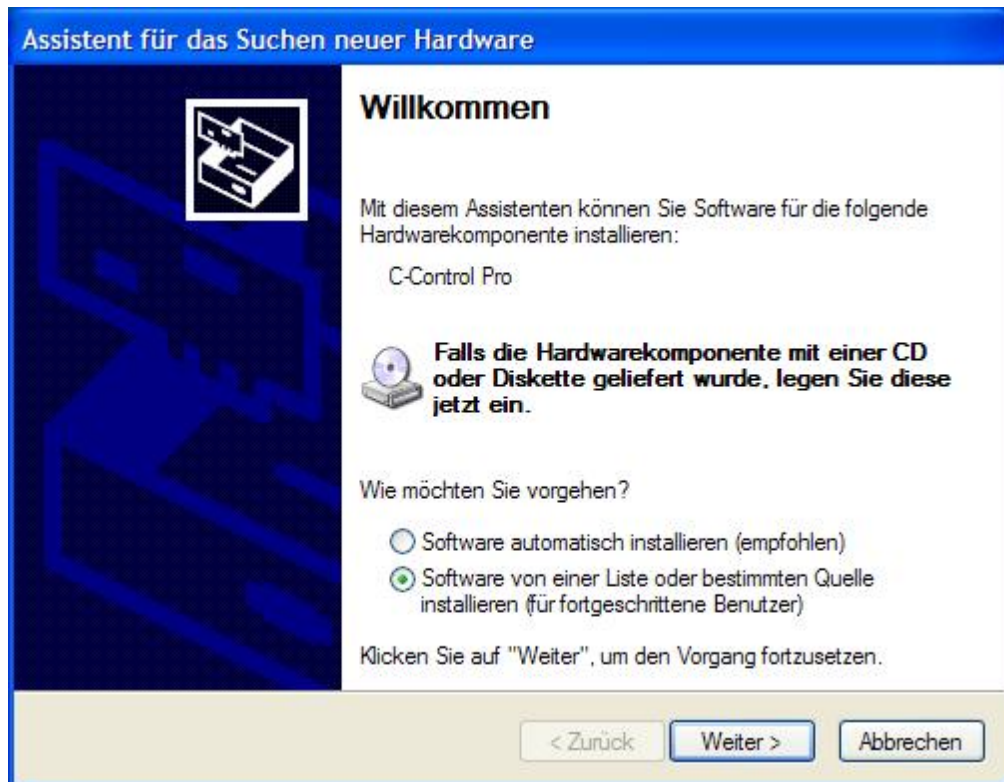 Assistent für das Suchen neuer Hardware
Willkommen
Mit diesem Assistenten können Sie Software für die folgende
Hardwarekomponente installieren:
C-Control Pro
Falls die Hardwarekomponente mit einer CD
oder Diskette geliefert wurde, legen Sie diese
jetzt ein.
Wie möchten Sie vorgehen?
Software automatisch installieren (empfohlen)
Software von einer Liste oder bestimmten Quelle
installieren (für fortgeschrittene Benutzer)
Klicken Sie auf "Weiter", um den Vorgang fortzusetzen.
< Zurück Weiter > Abbrechen